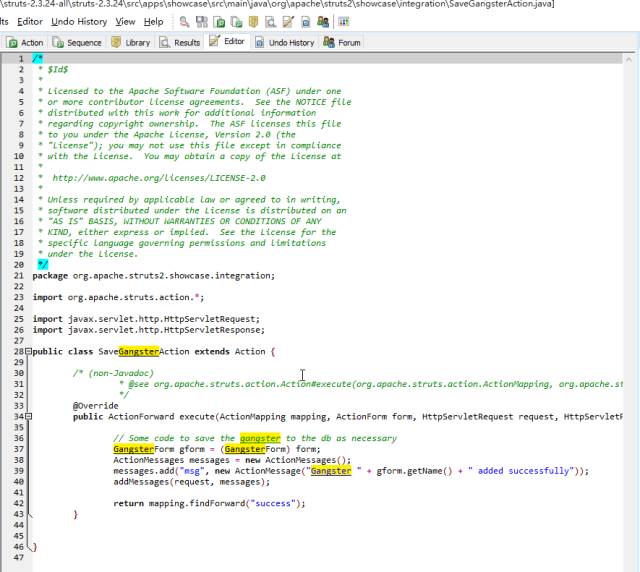 \struts-2.3.24-all\struts-2.3.24\src\apps\showcase\src\main\java\org\apache\struts2\showcase\integration\SaveGangsterAction.java]
ts Editor Undo History View Help
Action Sequence Library Results Editor Undo History Forum
1 /*
2 * $Id$
3 *
4 * Licensed to the Apache Software Foundation (ASF) under one
5 * or more contributor license agreements. See the NOTICE file
6 * distributed with this work for additional information
7 * regarding copyright ownership. The ASF licenses this file
8 * to you under the Apache License, Version 2.0 (the
9 * "License"); you may not use this file except in compliance
10 * with the License. You may obtain a copy of the License at
11 *
12 * http://www.apache.org/licenses/LICENSE-2.0
13 *
14 * Unless required by applicable law or agreed to in writing,
15 * software distributed under the License is distributed on an
16 * "AS IS" BASIS, WITHOUT WARRANTIES OR CONDITIONS OF ANY
17 * KIND, either express or implied. See the License for the
18 * specific language governing permissions and limitations
19 * under the License.
20 */
21 package org.apache.struts2.showcase.integration;
22
23 import org.apache.struts.action.*;
24
25 import javax.servlet.http.HttpServletRequest;
26 import javax.servlet.http.HttpServletResponse;
27
28 public class SaveGangsterAction extends Action {
29
30 /* (non-Javadoc)
31 * @see org.apache.struts.action.Action#execute(org.apache.struts.action.ActionMapping, org.apache.st
32 */
33 @Override
34 public ActionForward execute(ActionMapping mapping, ActionForm form, HttpServletRequest request, HttpServletR
35
36 // Some code to save the gangster to the db as necessary
37 GangsterForm gform = (GangsterForm) form;
38 ActionMessages messages = new ActionMessages();
39 messages.add("msg", new ActionMessage("Gangster " + gform.getName() + " added successfully"));
40 addMessages(request, messages);
41
42 return mapping.findForward("success");
43 }
44
45
46 }
47